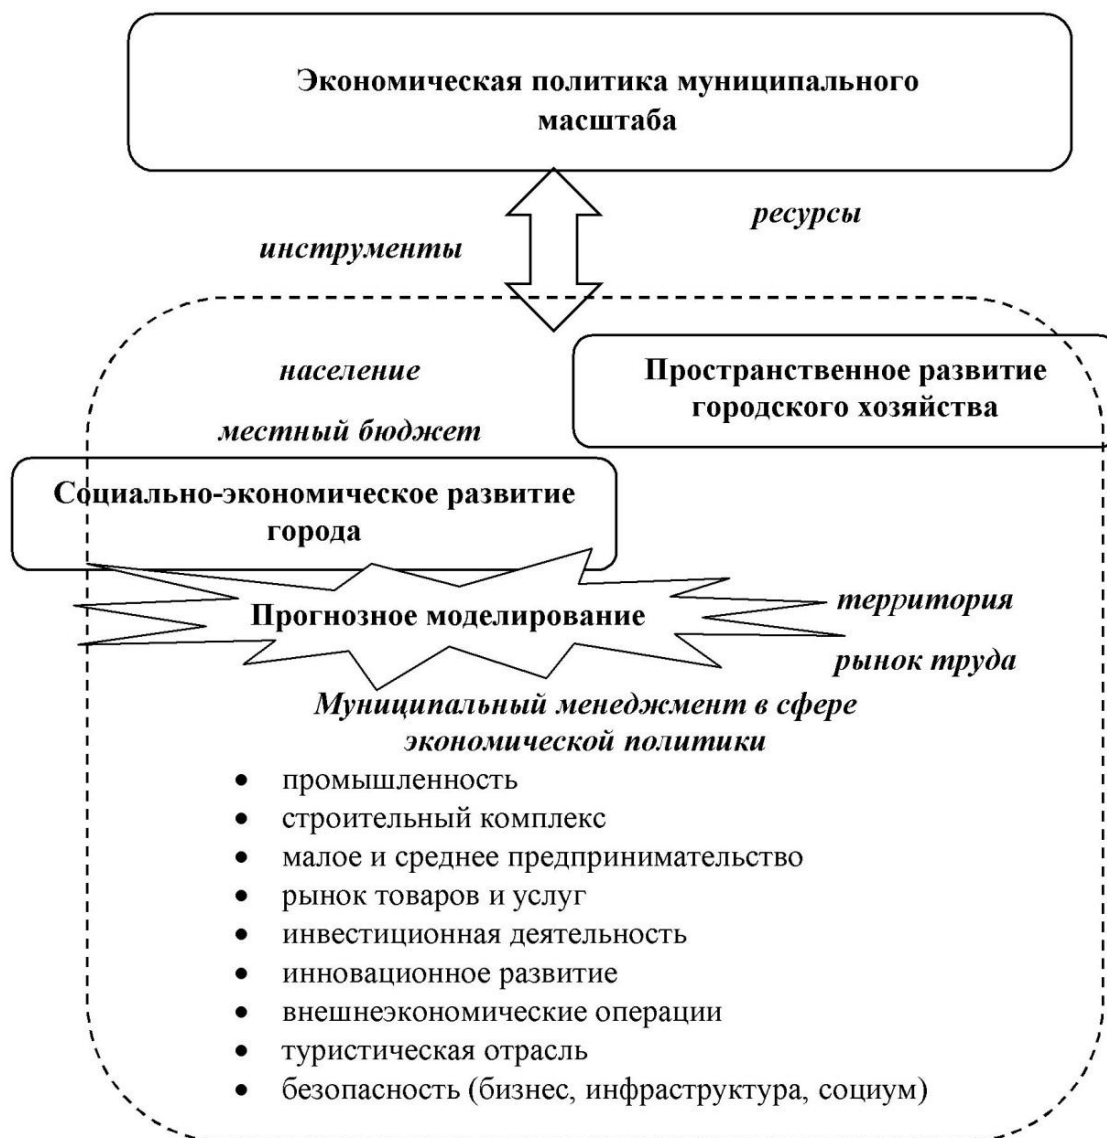 Экономическая политика муниципального
масштаба
ресурсы
инструменты
население
Пространственное развитие
городского хозяйства
местный бюджет
Социально-экономическое развитие
города
Прогнозное моделирование
территория
рынок труда
Муниципальный менеджмент в сфере
экономической политики
• промышленность
• строительный комплекс
• малое и среднее предпринимательство
• рынок товаров и услуг
• инвестиционная деятельность
• инновационное развитие
• внешнеэкономические операции
• туристическая отрасль
• безопасность (бизнес, инфраструктура, социум)